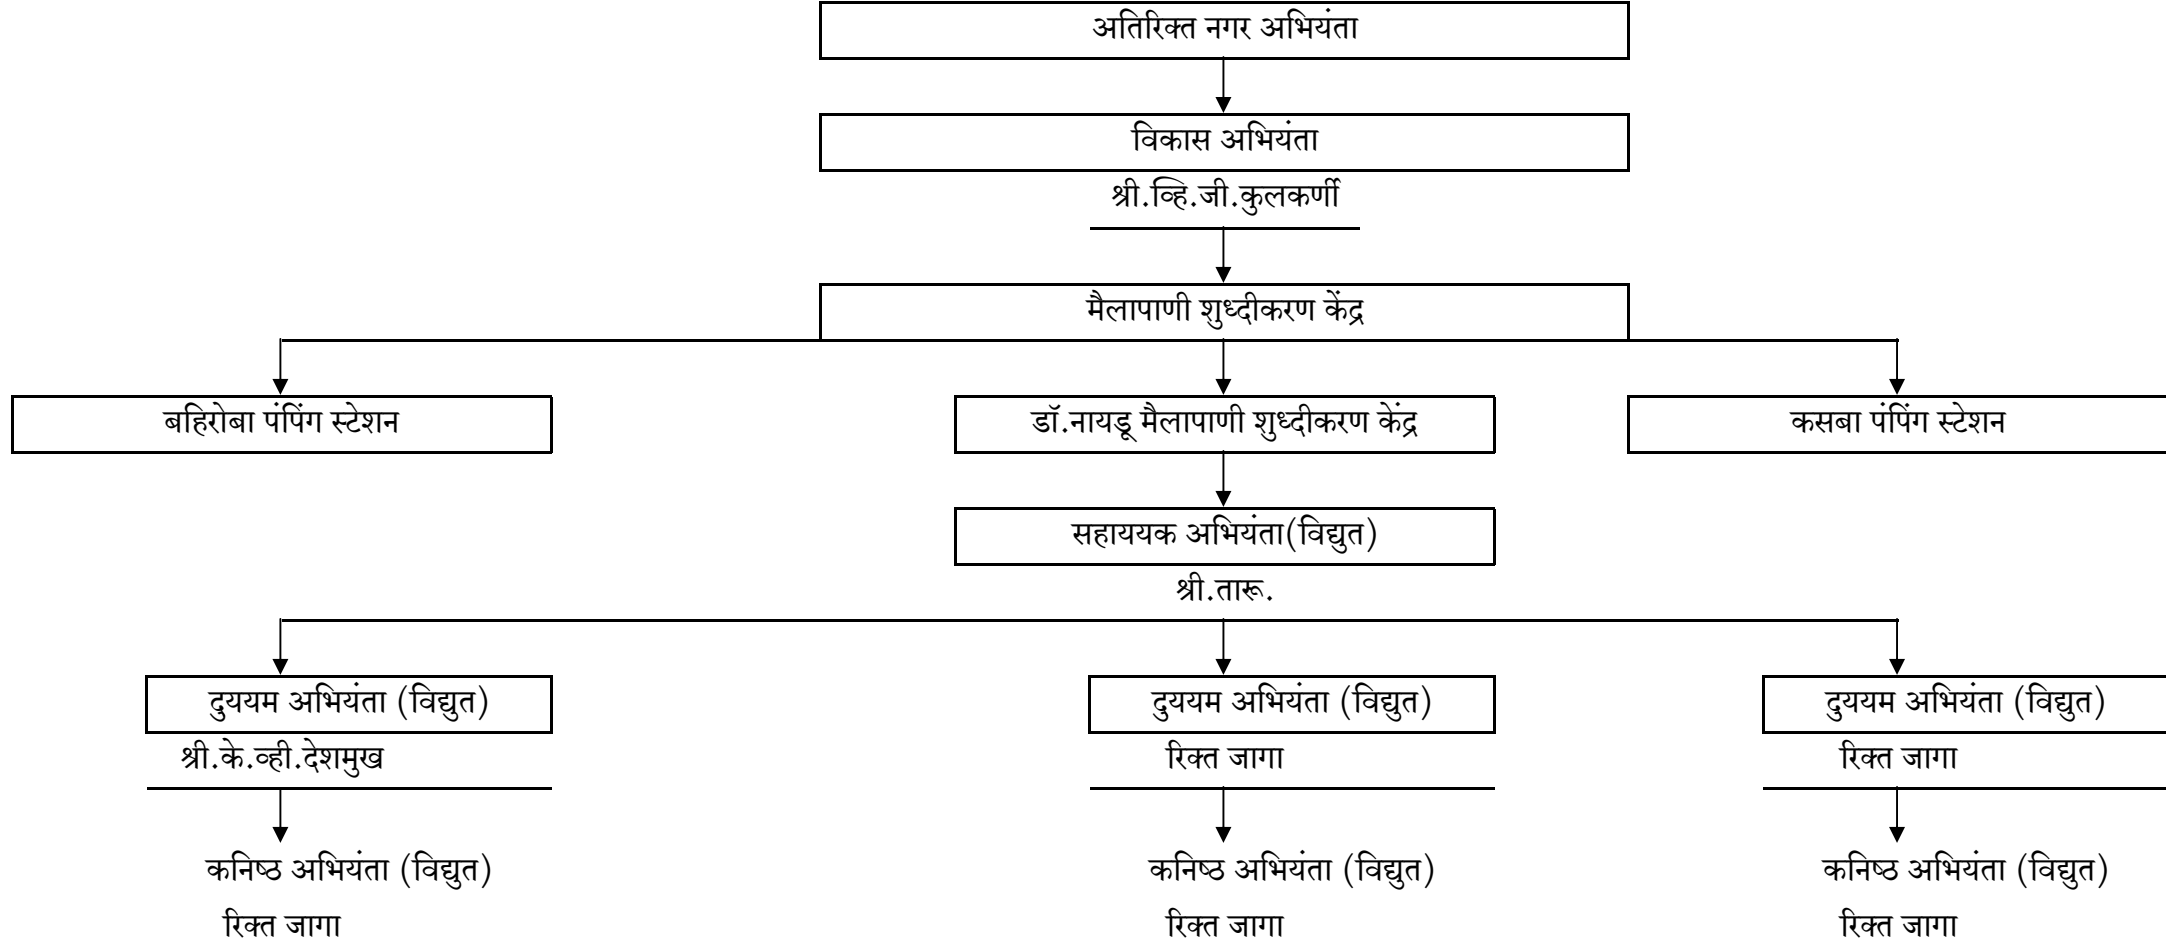 अतिरिक्त नगर अभियंता
विकास अभियंता
श्री.व्हि.जी.कुलकर्णी
मैलापाणी शुध्दीकरण केंद्र
बहिरोबा पंपिंग स्टेशन
डॉ.नायडू मैलापाणी शुध्दीकरण केंद्र
कसबा पंपिंग स्टेशन
सहाययक अभियंता(विद्युत)
श्री.तारू.
दुययम अभियंता (विद्युत)
दुययम अभियंता (विद्युत)
दुययम अभियंता (विद्युत)
श्री.के.व्ही.देशमुख
रिक्त जागा
रिक्त जागा
कनिष्ठ अभियंता (विद्युत)
कनिष्ठ अभियंता (विद्युत)
कनिष्ठ अभियंता (विद्युत)
रिक्त जागा
रिक्त जागा
रिक्त जागा